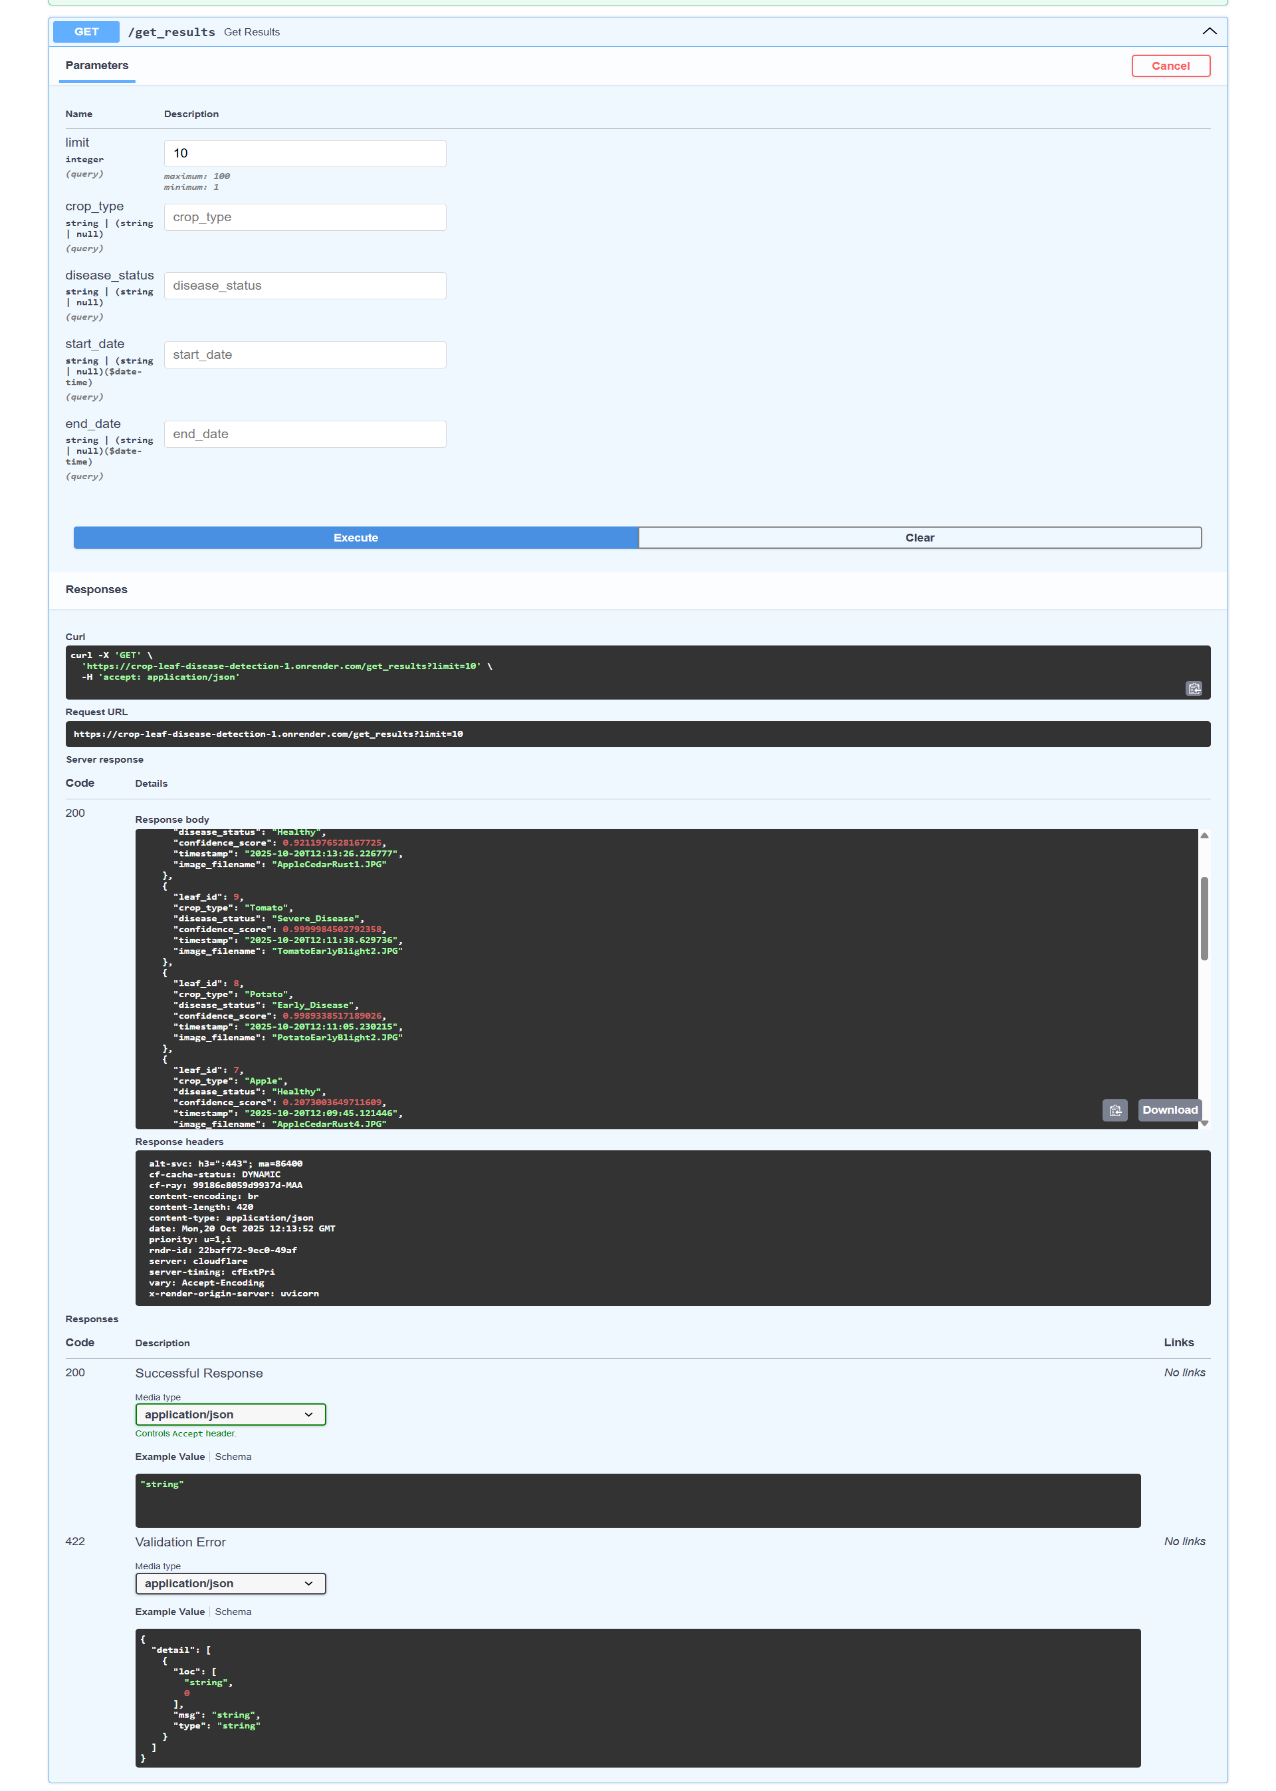 GET /get_results Get Results
Parameters
Cancel
Name Description
limit
integer
(query)
10
maximum: 100
minimum: 1
crop_type
string | (string
| null)
(query)
crop_type
disease_status
string | (string
| null)
(query)
disease_status
start_date
string | (string
| null)($date-
time)
(query)
start_date
end_date
string | (string
| null)($date-
time)
(query)
end_date
Execute Clear
Responses
Curl
curl -X 'GET' \
'https://crop-leaf-disease-detection-1.onrender.com/get_results?limit=10' \
-H 'accept: application/json'
Request URL
https://crop-leaf-disease-detection-1.onrender.com/get_results?limit=10
Server response
Code Details
200
Response body
"disease_status": "Healthy",
"confidence_score": 0.9211976528167725,
"timestamp": "2025-10-20T12:13:26.226777",
"image_filename": "AppleCedarRust1.JPG"
},
{
"leaf_id": 9,
"crop_type": "Tomato",
"disease_status": "Severe_Disease",
"confidence_score": 0.9999984502792358,
"timestamp": "2025-10-20T12:11:38.629736",
"image_filename": "TomatoEarlyBlight2.JPG"
},
{
"leaf_id": 8,
"crop_type": "Potato",
"disease_status": "Early_Disease",
"confidence_score": 0.9989338517189026,
"timestamp": "2025-10-20T12:11:05.230215",
"image_filename": "PotatoEarlyBlight2.JPG"
},
{
"leaf_id": 7,
"crop_type": "Apple",
"disease_status": "Healthy",
"confidence_score": 0.2073003649711609,
"timestamp": "2025-10-20T12:09:45.121446",
"image_filename": "AppleCedarRust4.JPG"
Download
Response headers
alt-svc: h3=":443"; ma=86400
cf-cache-status: DYNAMIC
cf-ray: 99186e8059d9937d-MAA
content-encoding: br
content-length: 420
content-type: application/json
date: Mon,20 Oct 2025 12:13:52 GMT
priority: u=1,i
rndr-id: 22baff72-9ec0-49af
server: cloudflare
server-timing: cfExtPri
vary: Accept-Encoding
x-render-origin-server: uvicorn
Responses
Code Description Links
200 Successful Response No links
Media type
application/json
Controls Accept header.
Example Value | Schema
"string"
422 Validation Error No links
Media type
application/json
Example Value | Schema
{
"detail": [
{
"loc": [
"string",
0
],
"msg": "string",
"type": "string"
}
]
}